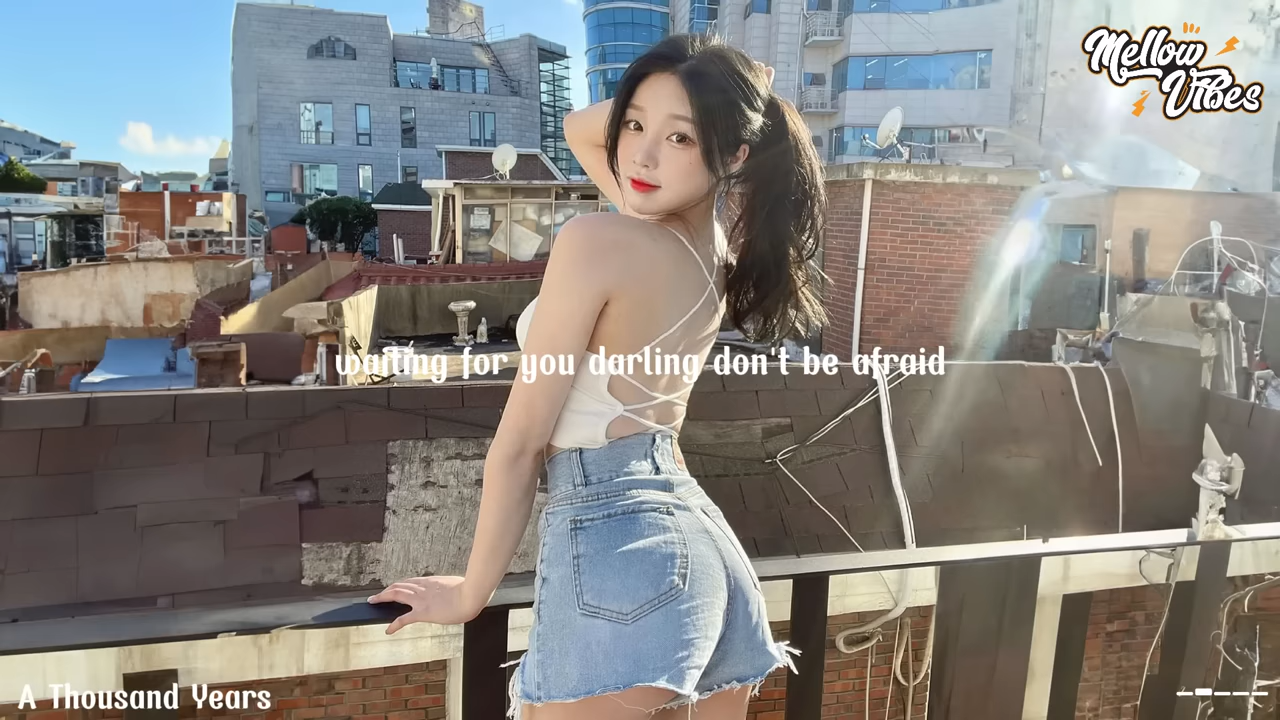 Mellow
Vibes
waiting for you darling don't be afraid
A Thousand Years